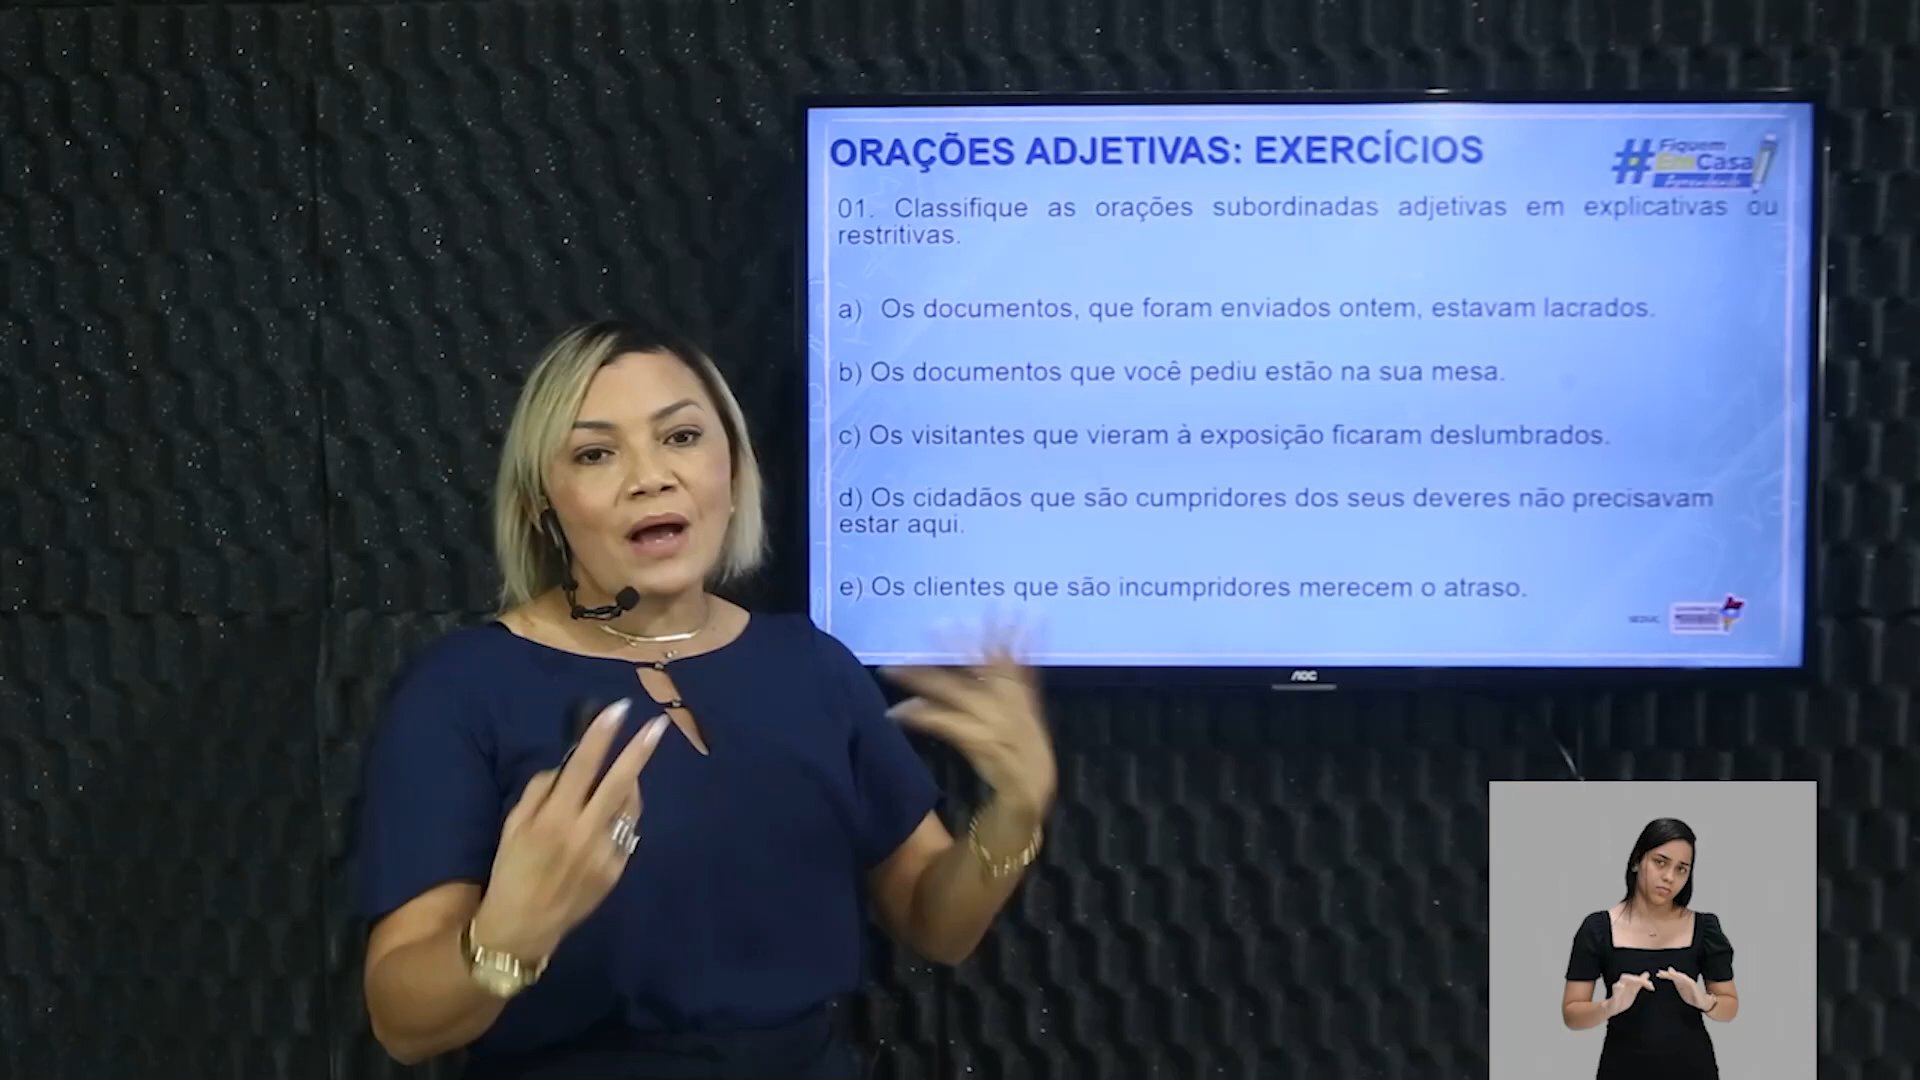 ORAÇÕES ADJETIVAS: EXERCÍCIOS
#Fiquem
EmCasa
01. Classifique as orações subordinadas adjetivas em explicativas ou
restritivas.
a) Os documentos, que foram enviados ontem, estavam lacrados.
b) Os documentos que você pediu estão na sua mesa.
c) Os visitantes que vieram à exposição ficaram deslumbrados.
d) Os cidadãos que são cumpridores dos seus deveres não precisavam
estar aqui.
e) Os clientes que são incumpridores merecem o atraso.
SEDUC
AOC